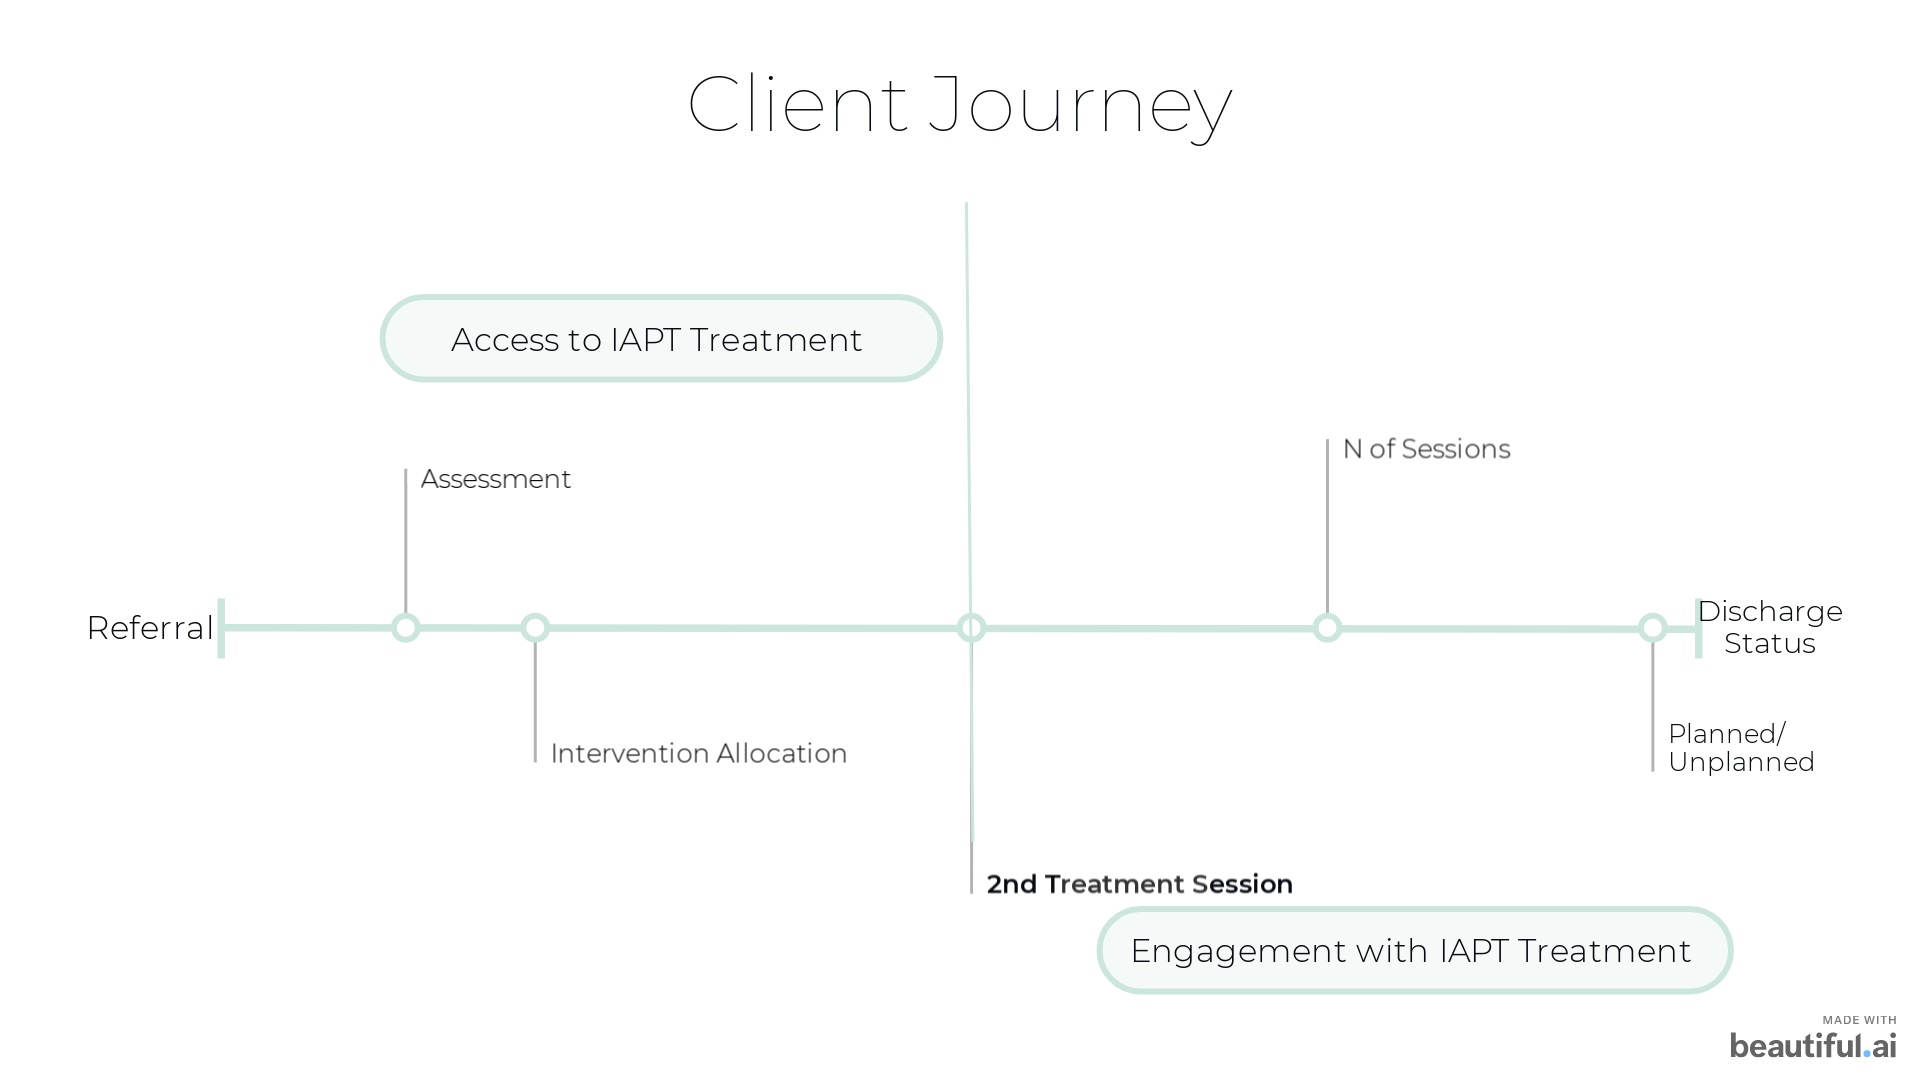 Client Journey
Access to IAPT Treatment
N of Sessions
Assessment
Referral
Discharge
Status
Intervention Allocation
Planned/
Unplanned
2nd Treatment Session
Engagement with IAPT Treatment
MADE WITH
beautiful.ai